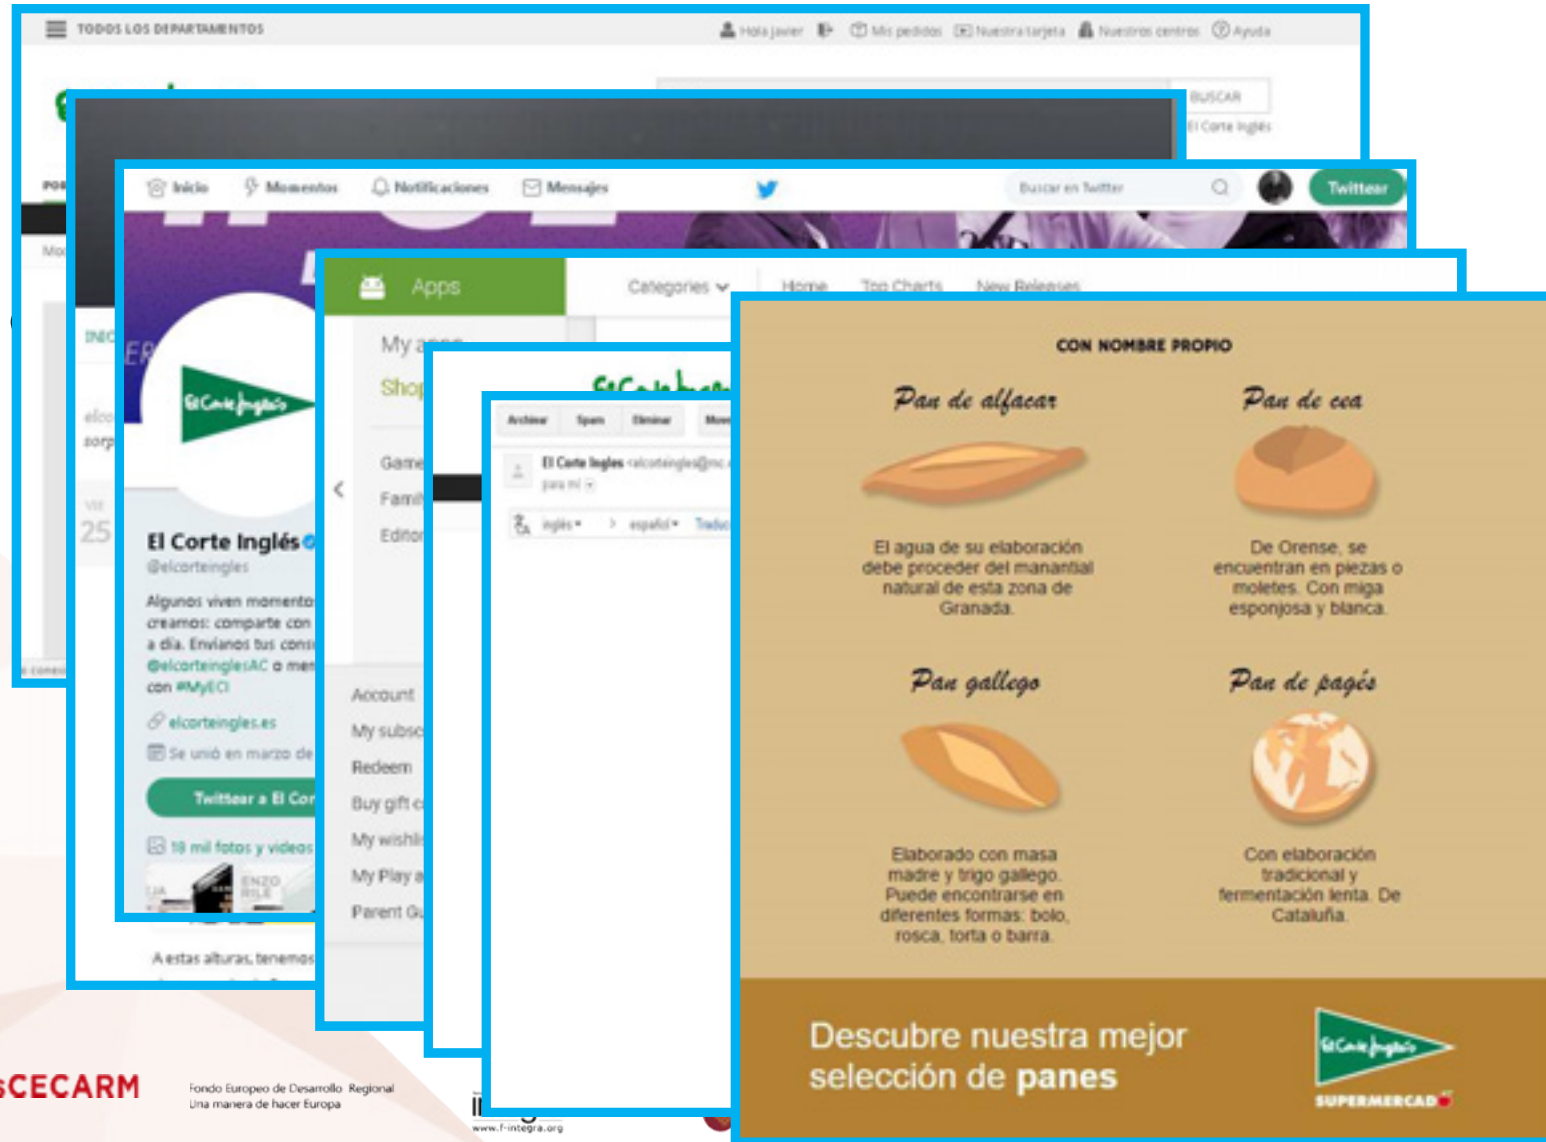 TODOS LOS DEPARTAMENTOS
Hola javier
Mis pedidos
Nuestra tarjeta
Nuestros centros
Ayuda
BUSCAR
El Corte Inglés
Inicio
Momentos
Notificaciones
Mensajes
Buscar en Twitter
Twittear
El Corte Inglés
El Corte Inglés
@elcorteingles
Algunos viven momento
creamos: comparte con
a día. Envíanos tus cons
@elcorteinglesAC o men
con #MyECI
elcorteingles.es
Se unió en marzo de
Twittear a El Cor
18 mil fotos y videos
ENZO
A estas alturas, tenemos
25
Apps
Categories
Home
Top Charts
New Releases
My apps
Shop
Game
Family
Editor
Account
My subsc
Redeem
Buy gift c
My wishli
My Play a
Parent Gu
Archivar
Spam
Eliminar
El Corte Ingles
para mí
inglés
español
CON NOMBRE PROPIO
Pan de alfacar
El agua de su elaboración
debe proceder del manantial
natural de esta zona de
Granada.
Pan de cea
De Orense, se
encuentran en piezas o
moletes. Con miga
esponjosa y blanca.
Pan gallego
Elaborado con masa
madre y trigo gallego.
Puede encontrarse en
diferentes formas: bolo,
rosca, torta o barra.
Pan de pagés
Con elaboración
tradicional y
fermentación lenta. De
Cataluña.
Descubre nuestra mejor
selección de panes
El Corte Inglés
SUPERMERCADO
sCECARM
Fondo Europeo de Desarrollo Regional
Una manera de hacer Europa
www.f-integra.org